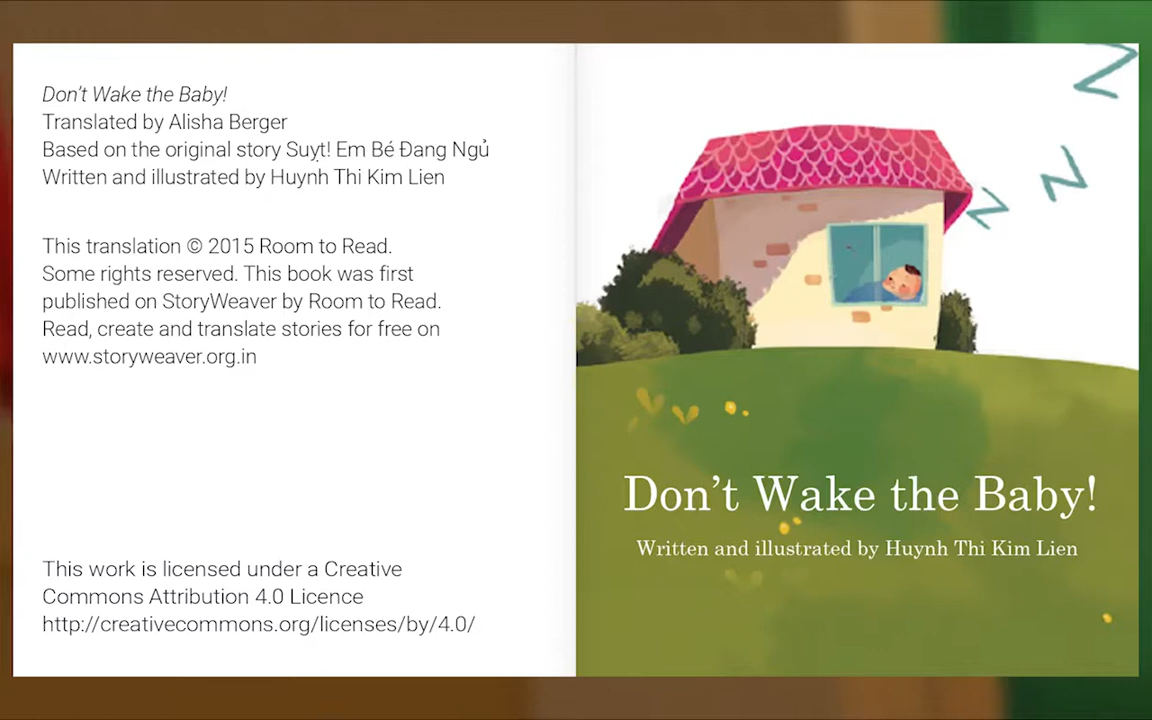 Don't Wake the Baby!
Translated by Alisha Berger
Based on the original story Suỵt! Em Bé Đang Ngủ
Written and illustrated by Huynh Thi Kim Lien
This translation © 2015 Room to Read.
Some rights reserved. This book was first
published on StoryWeaver by Room to Read.
Read, create and translate stories for free on
www.storyweaver.org.in
This work is licensed under a Creative
Commons Attribution 4.0 Licence
http://creativecommons.org/licenses/by/4.0/
Z
Z
Z
Don't Wake the Baby!
Written and illustrated by Huynh Thi Kim Lien